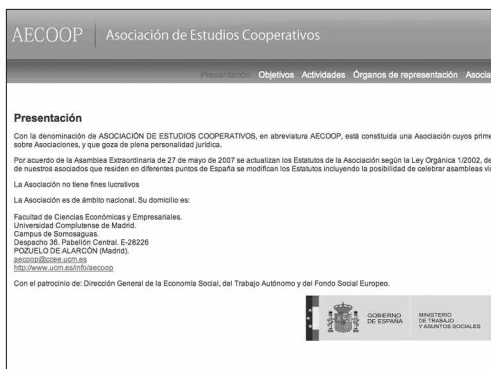 AECOOP Asociación de Estudios Cooperativos
Presentación Objetivos Actividades Órganos de representación Asocia
Presentación
Con la denominación de ASOCIACIÓN DE ESTUDIOS COOPERATIVOS, en abreviatura AECOOP, está constituida una Asociación cuyos prime
sobre Asociaciones, y que goza de plena personalidad jurídica.
Por acuerdo de la Asamblea Extraordinaria de 27 de mayo de 2007 se actualizan los Estatutos de la Asociación según la Ley Orgánica 1/2002, de
de nuestros asociados que residen en diferentes puntos de España se modifican los Estatutos incluyendo la posibilidad de celebrar asambleas vi
La Asociación no tiene fines lucrativos
La Asociación es de ámbito nacional. Su domicilio es:
Facultad de Ciencias Económicas y Empresariales.
Universidad Complutense de Madrid.
Campus de Somosaguas.
Despacho 36. Pabellón Central. E-28226
POZUELO DE ALARCÓN (Madrid).
aecoop@ccee.ucm.es
http://www.ucm.es/info/aecoop
Con el patrocinio de: Dirección General de la Economía Social, del Trabajo Autónomo y del Fondo Social Europeo.
GOBIERNO MINISTERIO
DE ESPAÑA DE TRABAJO
Y ASUNTOS SOCIALES